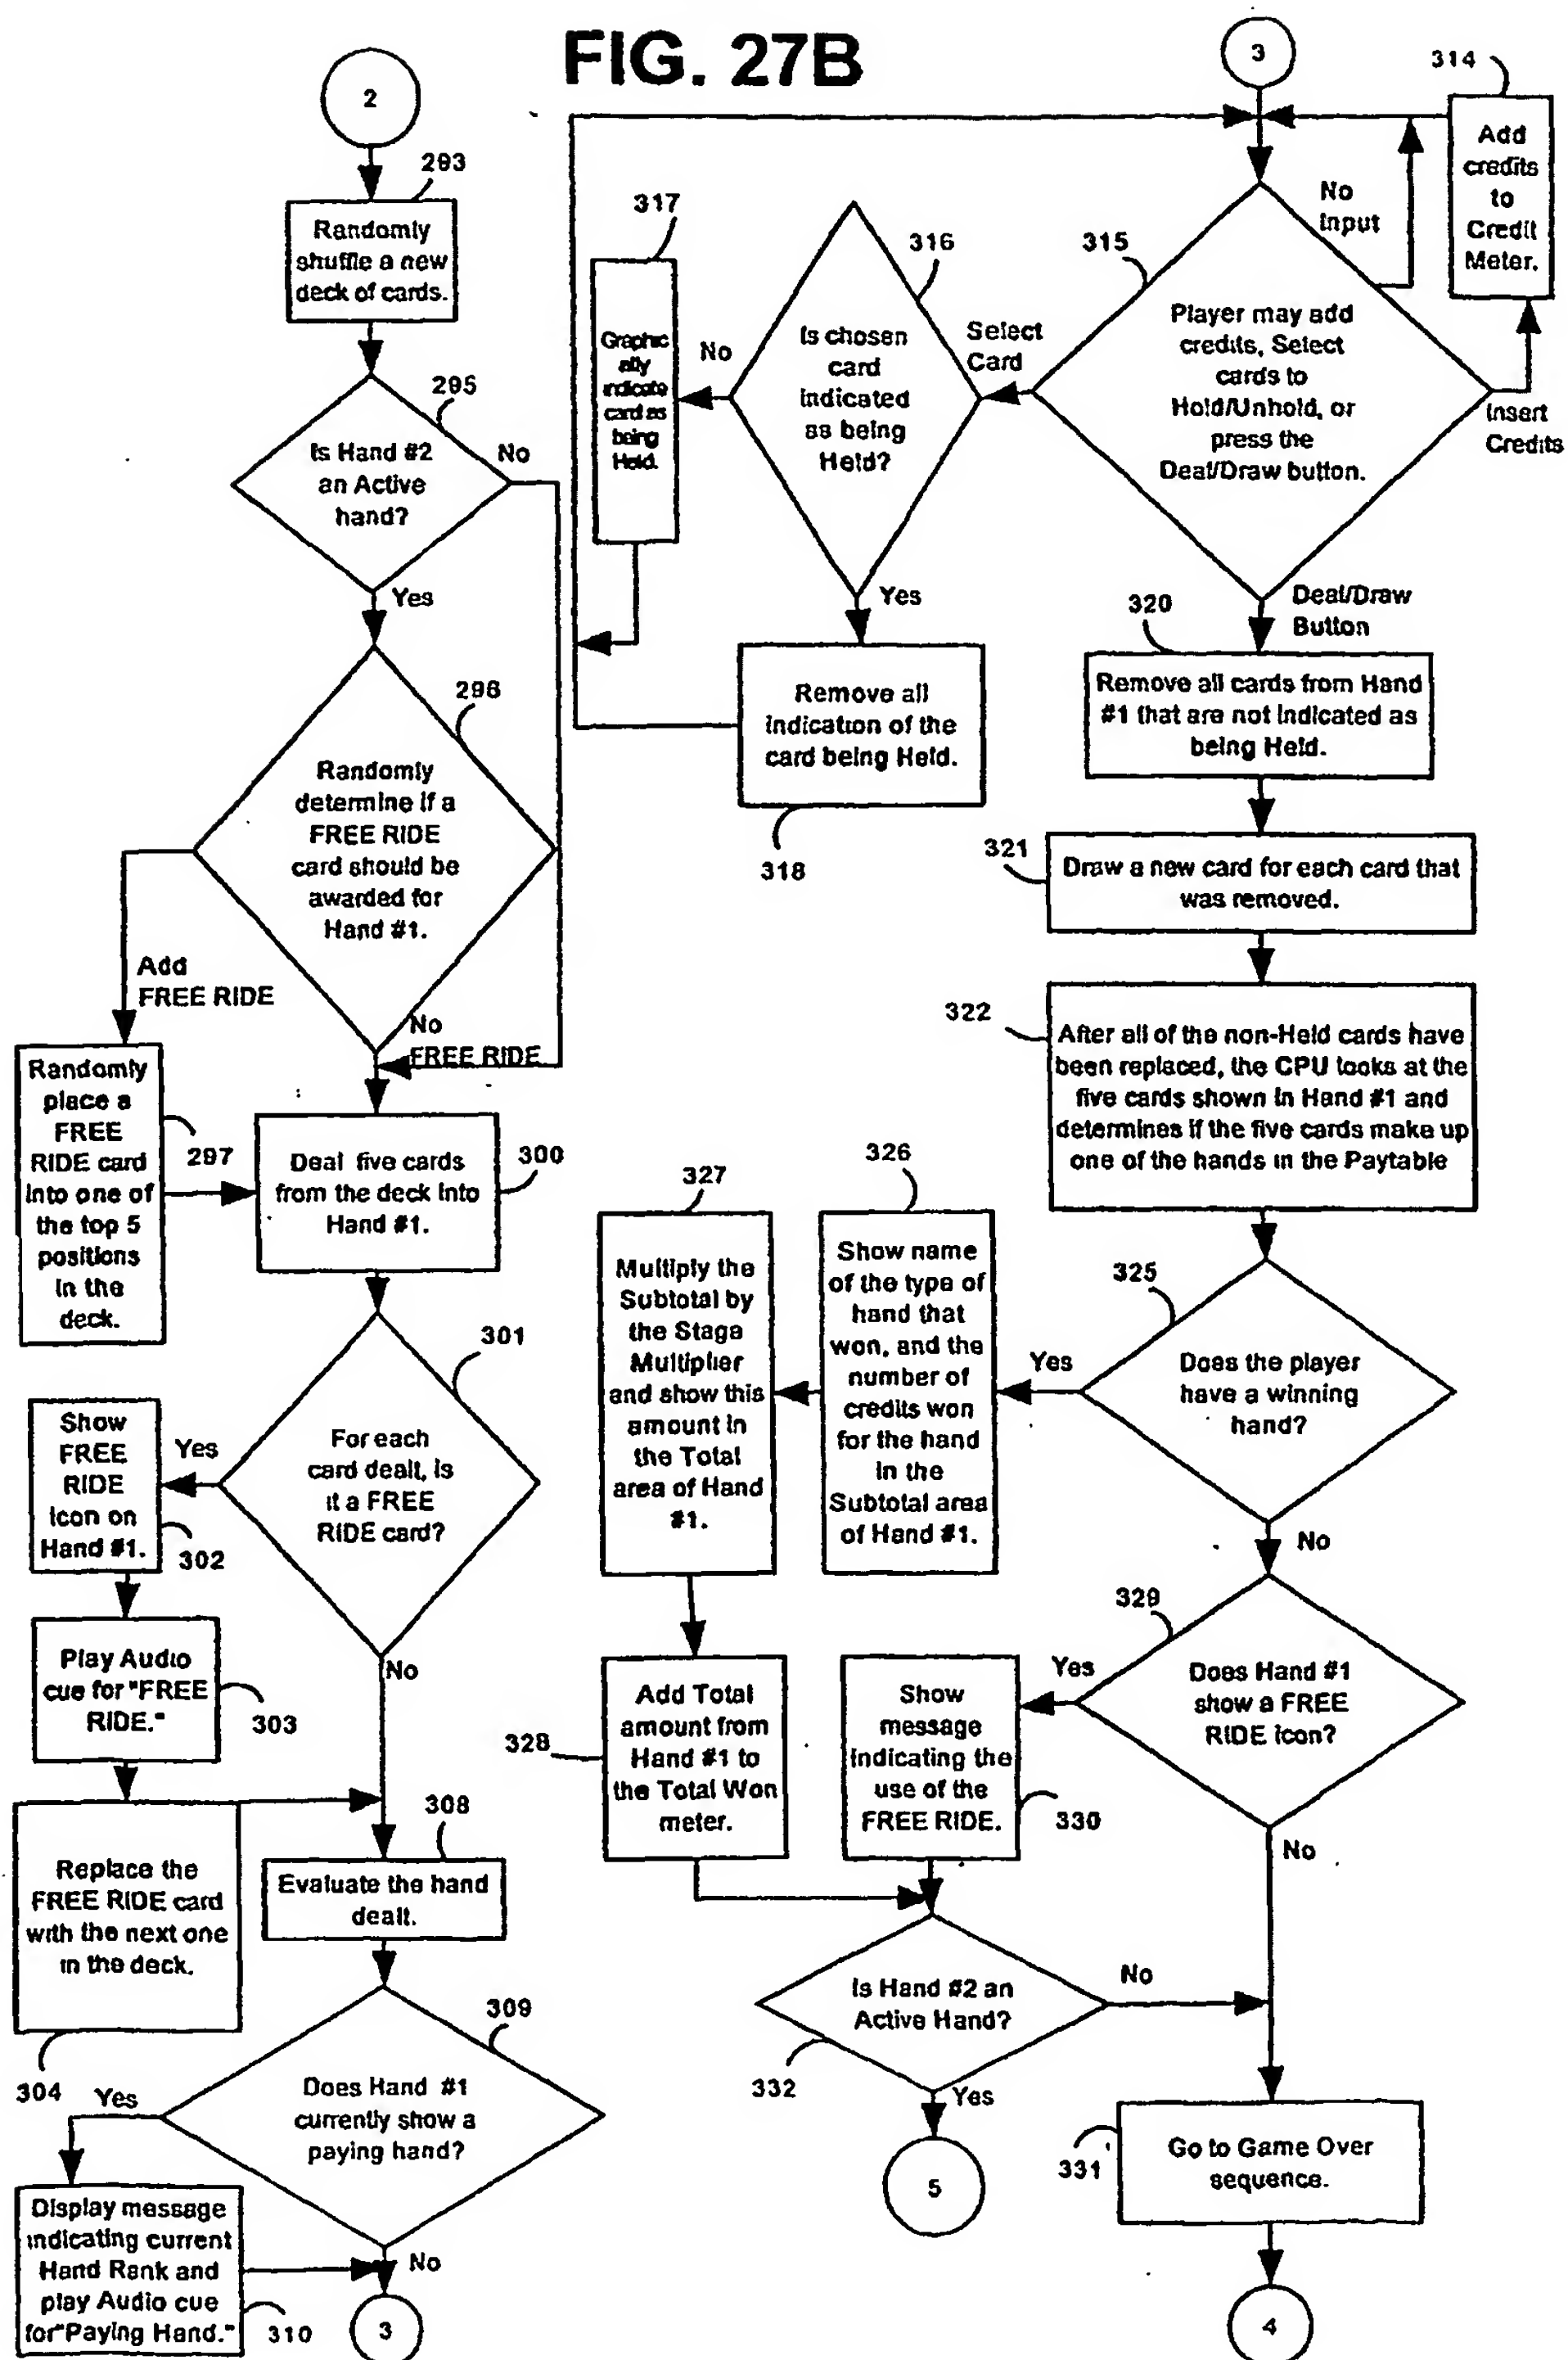 FIG. 27B
2
293
Randomly
shuffle a new
deck of cards.
295
Is Hand #2
an Active
hand?
No
Yes
296
Randomly
determine if a
FREE RIDE
card should be
awarded for
Hand #1.
Add
FREE RIDE
No
FREE RIDE
Randomly
place a
FREE
RIDE card
into one of
the top 5
positions
in the
deck.
297
Deal five cards
from the deck into
Hand #1.
300
301
For each
card dealt, is
it a FREE
RIDE card?
Yes
Show
FREE
RIDE
icon on
Hand #1.
302
Play Audio
cue for "FREE
RIDE."
303
No
Replace the
FREE RIDE card
with the next one
in the deck.
304
308
Evaluate the hand
dealt.
309
Does Hand #1
currently show a
paying hand?
Yes
Display message
indicating current
Hand Rank and
play Audio cue
for"Paying Hand."
310
No
3
3
314
Add
credits
to
Credit
Meter.
No
Input
315
Player may add
credits, Select
cards to
Hold/Unhold, or
press the
Deal/Draw button.
Insert
Credits
Select
Card
316
Is chosen
card
indicated
as being
Held?
No
317
Graphic
ally
indicate
card as
being
Held.
Yes
Remove all
indication of the
card being Held.
318
Deal/Draw
Button
320
Remove all cards from Hand
#1 that are not indicated as
being Held.
321
Draw a new card for each card that
was removed.
322
After all of the non-Held cards have
been replaced, the CPU looks at the
five cards shown in Hand #1 and
determines if the five cards make up
one of the hands in the Paytable
325
Does the player
have a winning
hand?
Yes
326
Show name
of the type of
hand that
won, and the
number of
credits won
for the hand
in the
Subtotal area
of Hand #1.
327
Multiply the
Subtotal by
the Stage
Multiplier
and show this
amount in
the Total
area of Hand
#1.
328
Add Total
amount from
Hand #1 to
the Total Won
meter.
No
329
Does Hand #1
show a FREE
RIDE icon?
Yes
Show
message
indicating the
use of the
FREE RIDE.
330
No
Is Hand #2 an
Active Hand?
332
No
Yes
5
331
Go to Game Over
sequence.
4